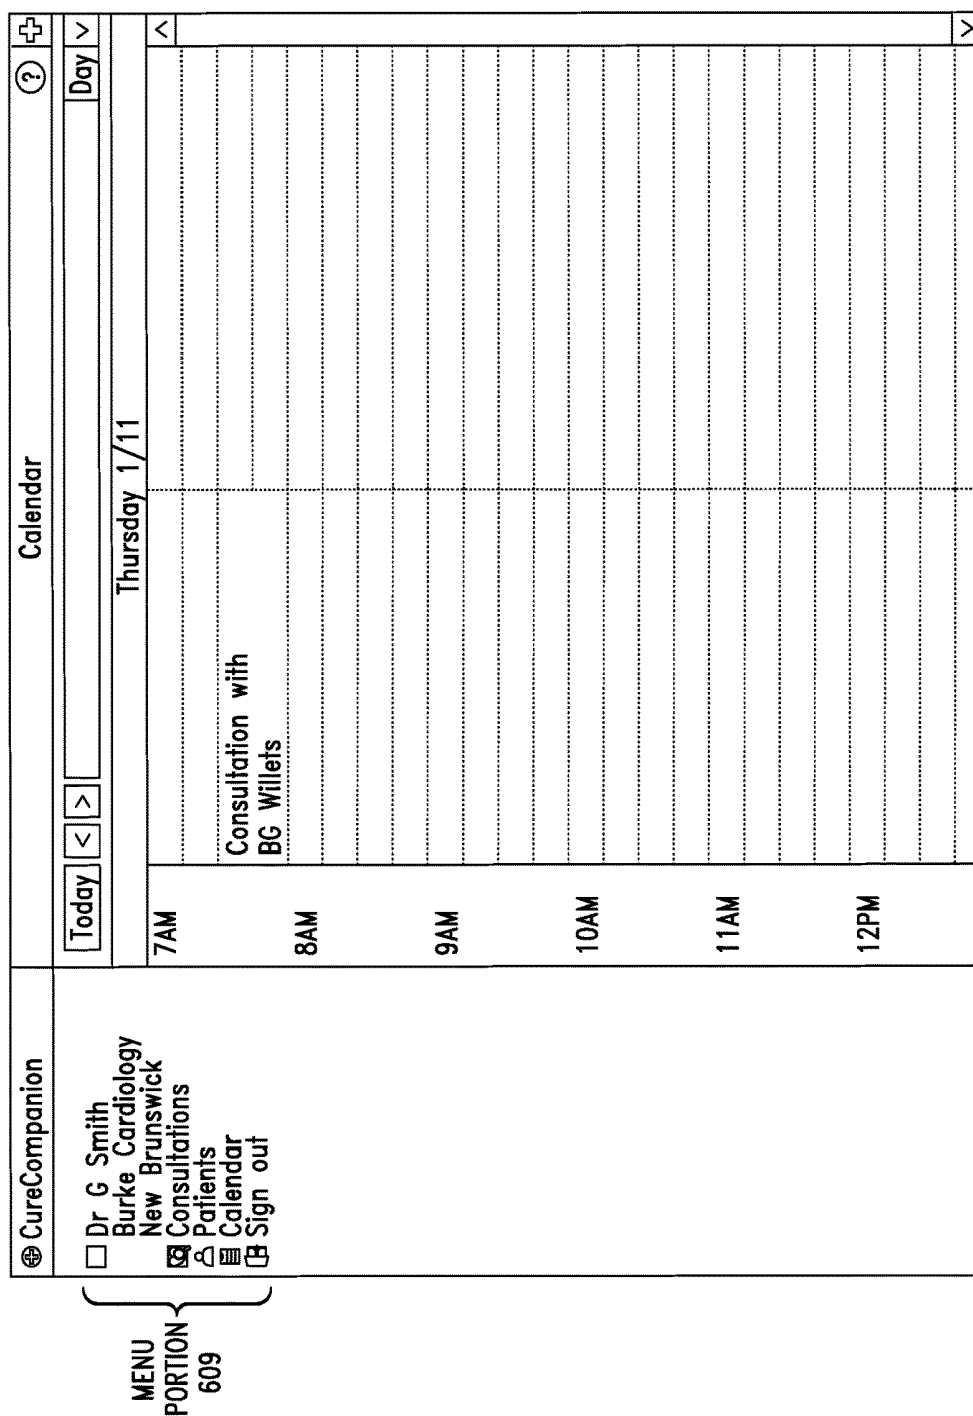 CureCompanion
Calendar
?
Today < > Day
Thursday 1/11
MENU
PORTION
609
Dr G Smith
Burke Cardiology
New Brunswick
Consultations
Patients
Calendar
Sign out
7AM
Consultation with
BG Willets
8AM
9AM
10AM
11AM
12PM